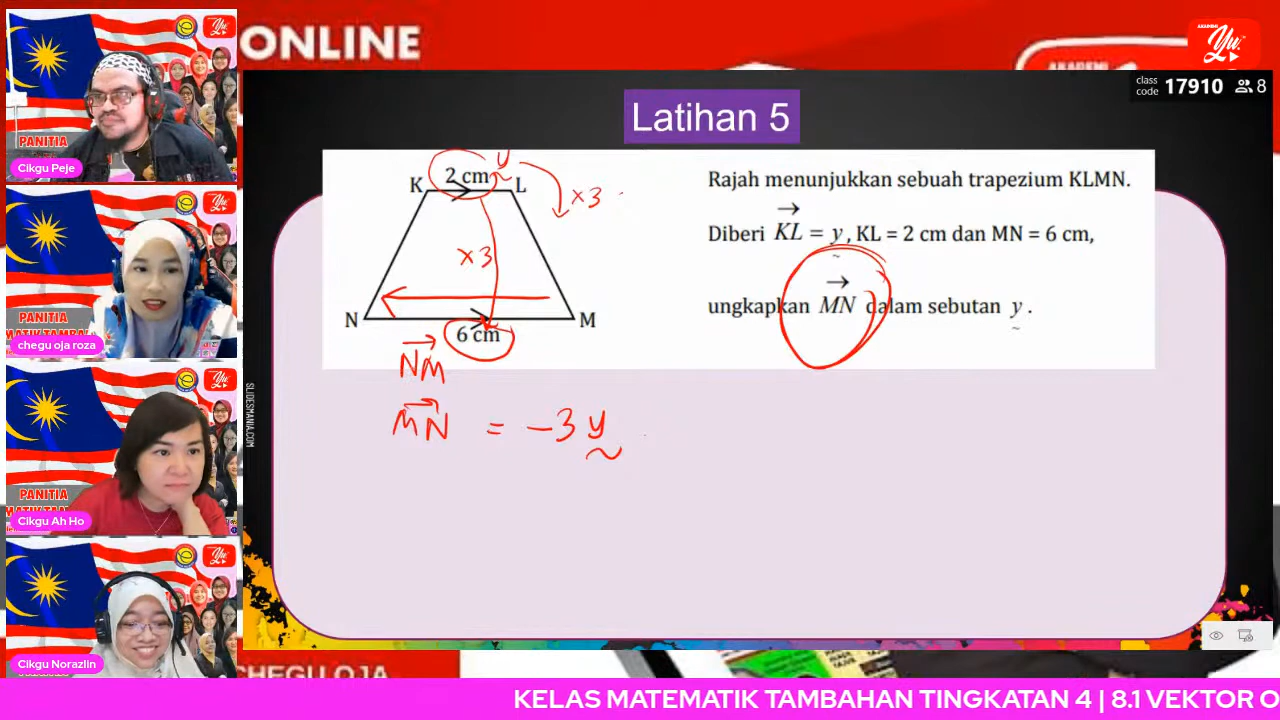 ONLINE
AKADEMI
YW
class code 17910 8
Latihan 5
y
K 2 cm L
×3
×3
N M
6 cm
Rajah menunjukkan sebuah trapezium KLMN.
Diberi KL = y, KL = 2 cm dan MN = 6 cm,
ungkapkan MN dalam sebutan y.
NM
MN = -3y
SLIDESMANIA.COM
PANITIA
Cikgu Peje
PANITIA
chegu oja roza
PANITIA
Cikgu Ah Ho
PANITIA
Cikgu Norazlin
CHEGU OJA
KELAS MATEMATIK TAMBAHAN TINGKATAN 4 | 8.1 VEKTOR O